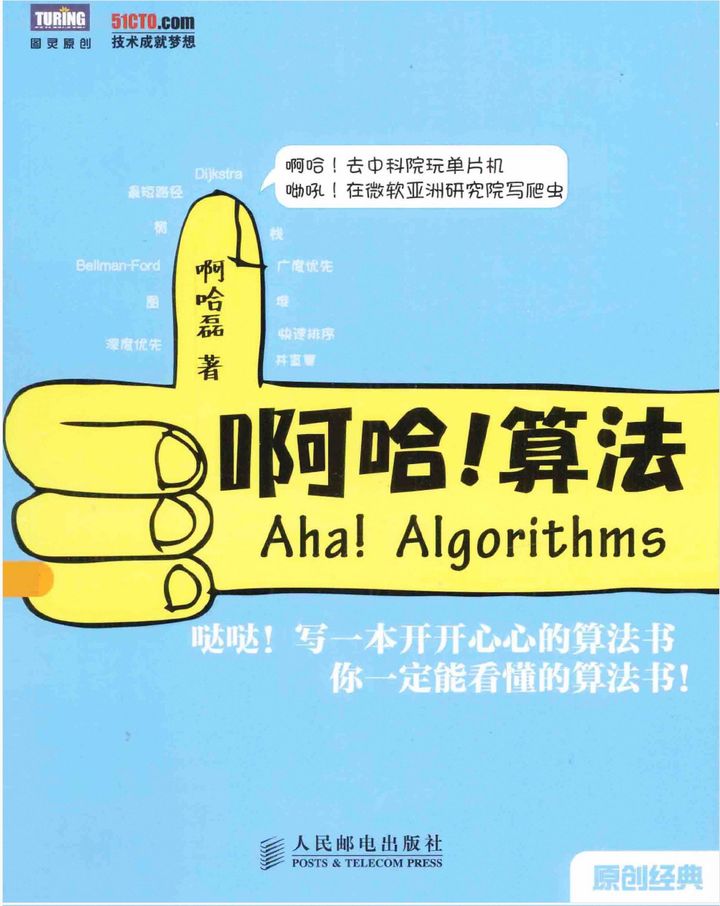 TURING
图灵原创
51CTO.com
技术成就梦想
啊哈！去中科院玩单片机
呦吼！在微软亚洲研究院写爬虫
Dijkstra
最短路径
树
栈
Bellman-Ford
广度优先
图
堆
快速排序
深度优先
并查集
啊哈磊 著
啊哈！算法
Aha! Algorithms
哒哒！写一本开开心心的算法书
你一定能看懂的算法书！
人民邮电出版社
POSTS & TELECOM PRESS
原创经典